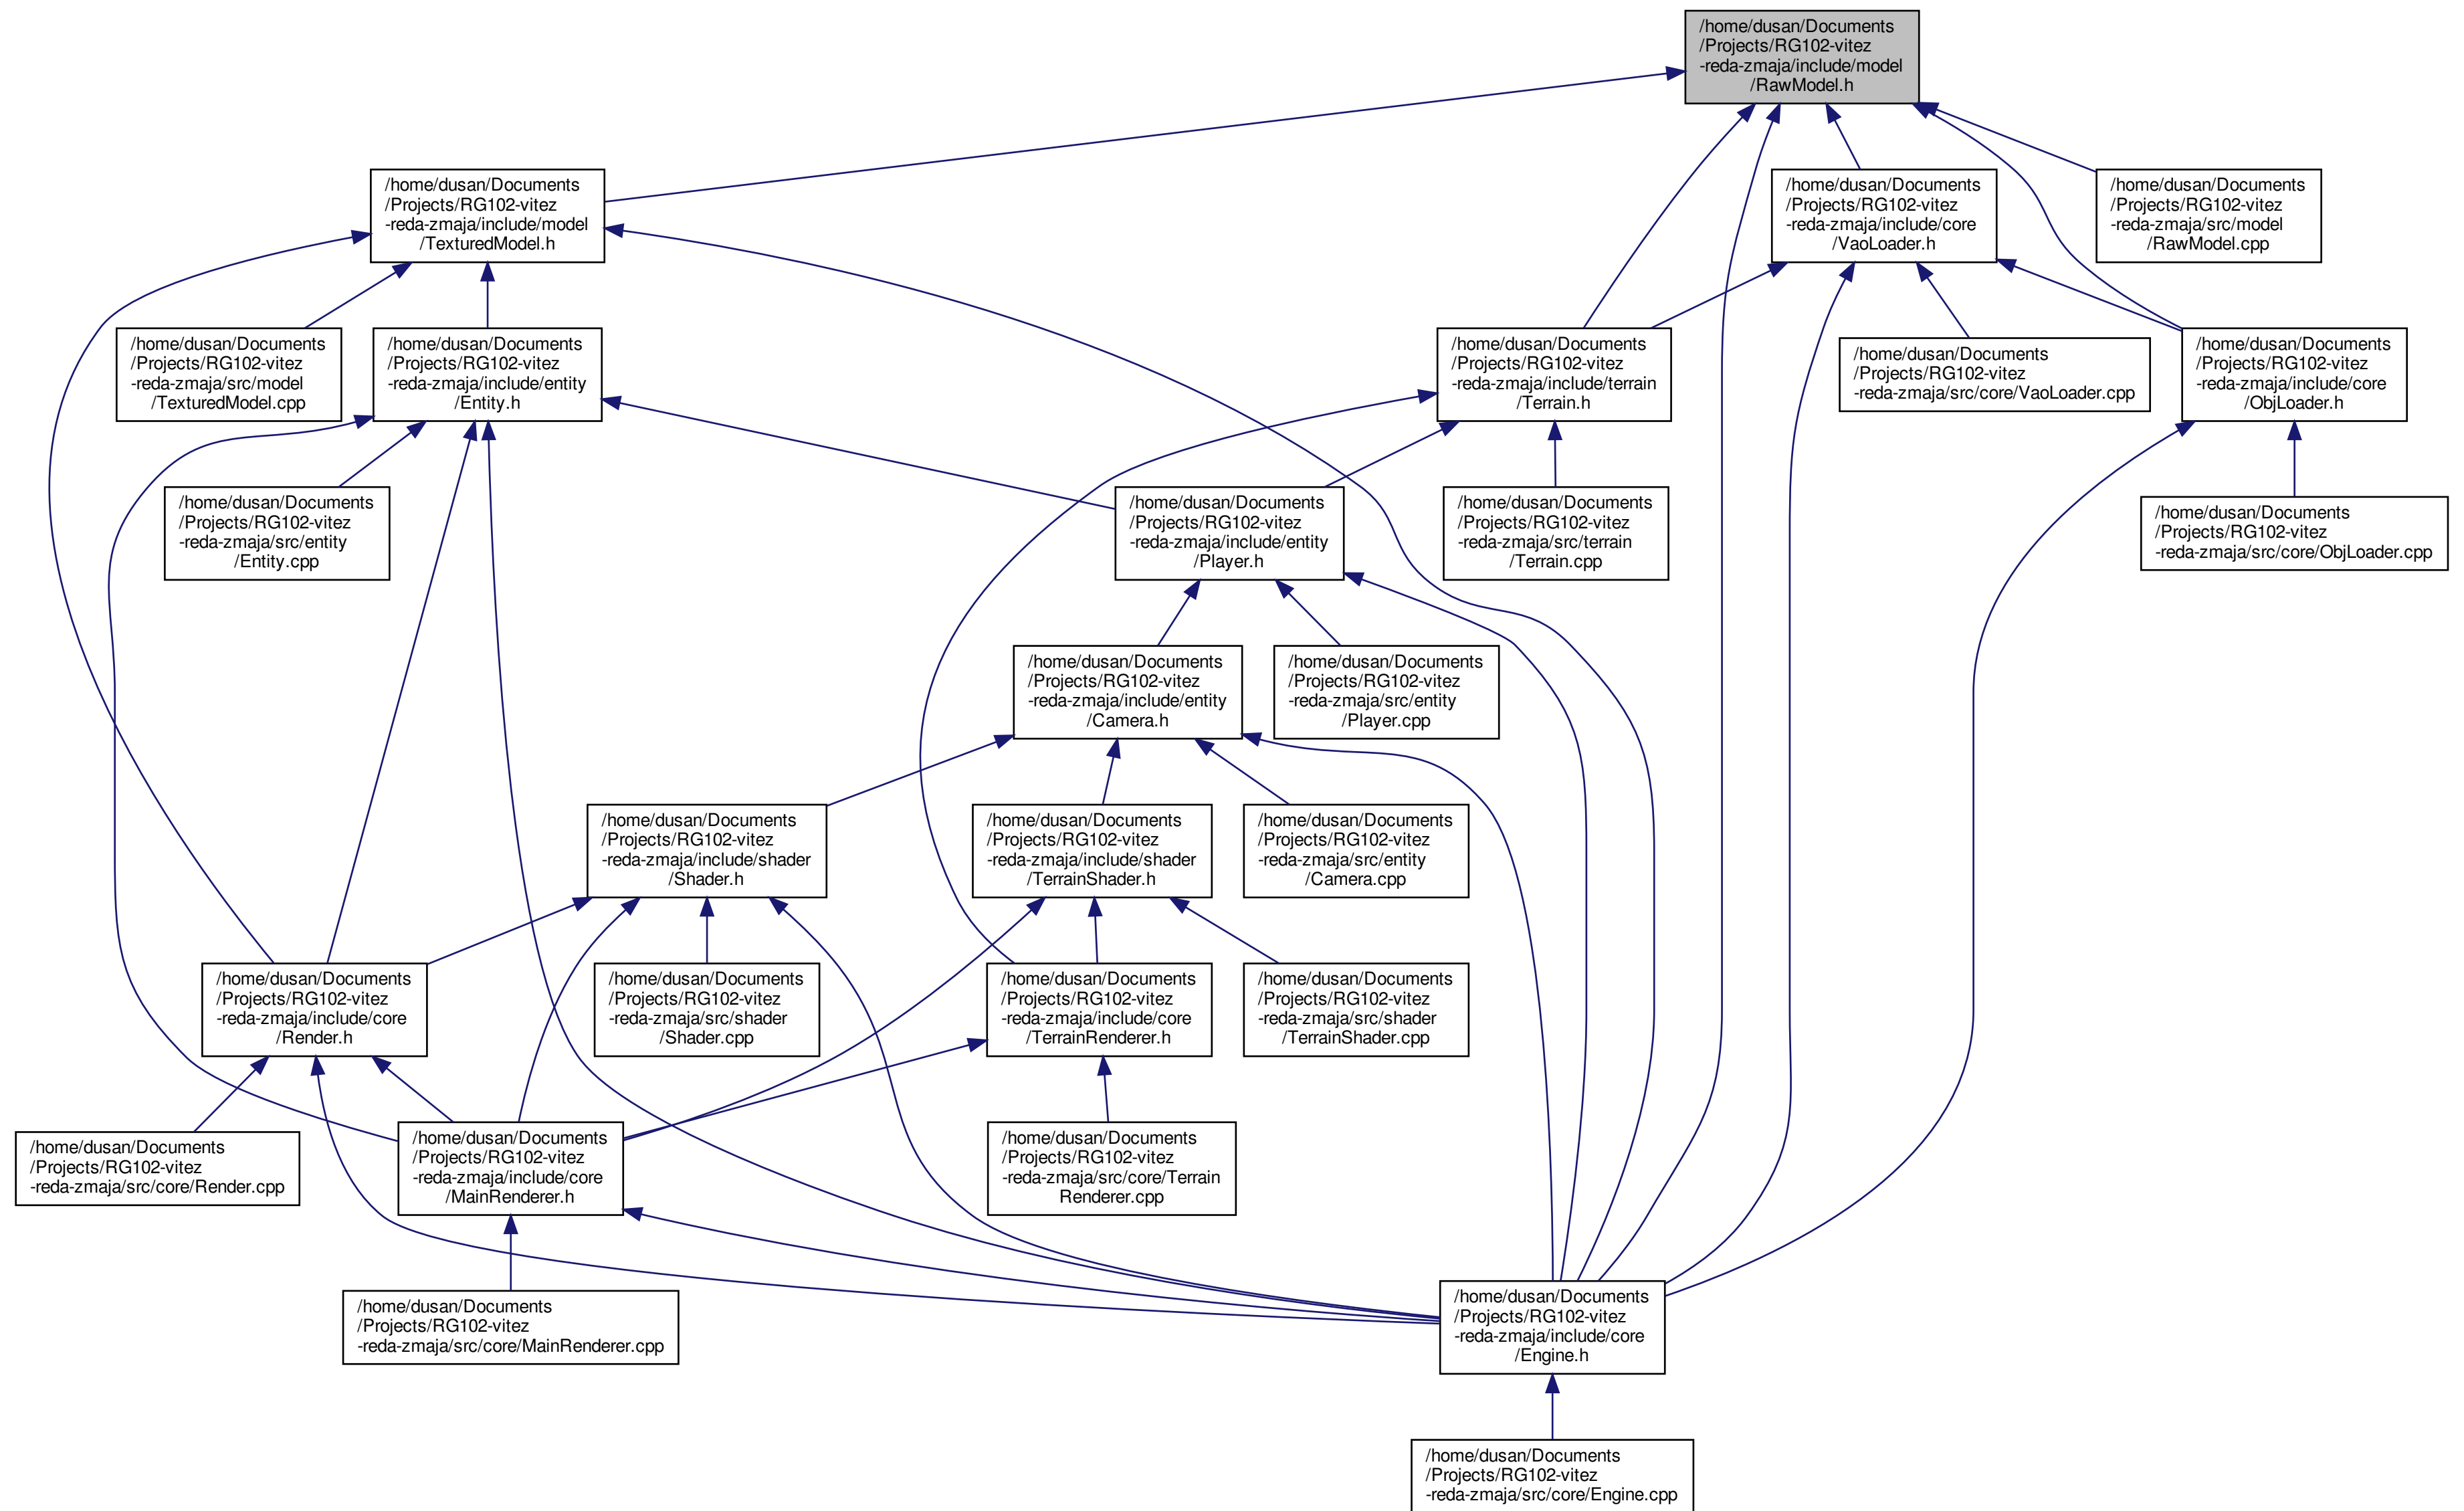 /home/dusan/Documents
/Projects/RG102-vitez
-reda-zmaja/include/model
/RawModel.h
/home/dusan/Documents
/Projects/RG102-vitez
-reda-zmaja/include/model
/TexturedModel.h
/home/dusan/Documents
/Projects/RG102-vitez
-reda-zmaja/include/core
/VaoLoader.h
/home/dusan/Documents
/Projects/RG102-vitez
-reda-zmaja/src/model
/RawModel.cpp
/home/dusan/Documents
/Projects/RG102-vitez
-reda-zmaja/src/model
/TexturedModel.cpp
/home/dusan/Documents
/Projects/RG102-vitez
-reda-zmaja/include/entity
/Entity.h
/home/dusan/Documents
/Projects/RG102-vitez
-reda-zmaja/include/terrain
/Terrain.h
/home/dusan/Documents
/Projects/RG102-vitez
-reda-zmaja/src/core/VaoLoader.cpp
/home/dusan/Documents
/Projects/RG102-vitez
-reda-zmaja/include/core
/ObjLoader.h
/home/dusan/Documents
/Projects/RG102-vitez
-reda-zmaja/src/entity
/Entity.cpp
/home/dusan/Documents
/Projects/RG102-vitez
-reda-zmaja/include/entity
/Player.h
/home/dusan/Documents
/Projects/RG102-vitez
-reda-zmaja/src/terrain
/Terrain.cpp
/home/dusan/Documents
/Projects/RG102-vitez
-reda-zmaja/src/core/ObjLoader.cpp
/home/dusan/Documents
/Projects/RG102-vitez
-reda-zmaja/include/entity
/Camera.h
/home/dusan/Documents
/Projects/RG102-vitez
-reda-zmaja/src/entity
/Player.cpp
/home/dusan/Documents
/Projects/RG102-vitez
-reda-zmaja/include/shader
/Shader.h
/home/dusan/Documents
/Projects/RG102-vitez
-reda-zmaja/include/shader
/TerrainShader.h
/home/dusan/Documents
/Projects/RG102-vitez
-reda-zmaja/src/entity
/Camera.cpp
/home/dusan/Documents
/Projects/RG102-vitez
-reda-zmaja/include/core
/Render.h
/home/dusan/Documents
/Projects/RG102-vitez
-reda-zmaja/src/shader
/Shader.cpp
/home/dusan/Documents
/Projects/RG102-vitez
-reda-zmaja/include/core
/TerrainRenderer.h
/home/dusan/Documents
/Projects/RG102-vitez
-reda-zmaja/src/shader
/TerrainShader.cpp
/home/dusan/Documents
/Projects/RG102-vitez
-reda-zmaja/src/core/Render.cpp
/home/dusan/Documents
/Projects/RG102-vitez
-reda-zmaja/include/core
/MainRenderer.h
/home/dusan/Documents
/Projects/RG102-vitez
-reda-zmaja/src/core/Terrain
Renderer.cpp
/home/dusan/Documents
/Projects/RG102-vitez
-reda-zmaja/src/core/MainRenderer.cpp
/home/dusan/Documents
/Projects/RG102-vitez
-reda-zmaja/include/core
/Engine.h
/home/dusan/Documents
/Projects/RG102-vitez
-reda-zmaja/src/core/Engine.cpp